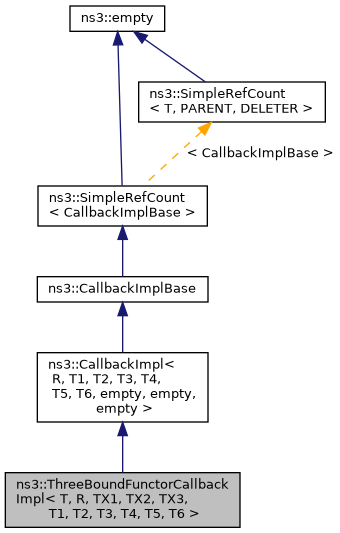 ns3::empty
ns3::SimpleRefCount
< T, PARENT, DELETER >
< CallbackImplBase >
ns3::SimpleRefCount
< CallbackImplBase >
ns3::CallbackImplBase
ns3::CallbackImpl<
R, T1, T2, T3, T4,
T5, T6, empty, empty,
empty >
ns3::ThreeBoundFunctorCallback
Impl< T, R, TX1, TX2, TX3,
T1, T2, T3, T4, T5, T6 >